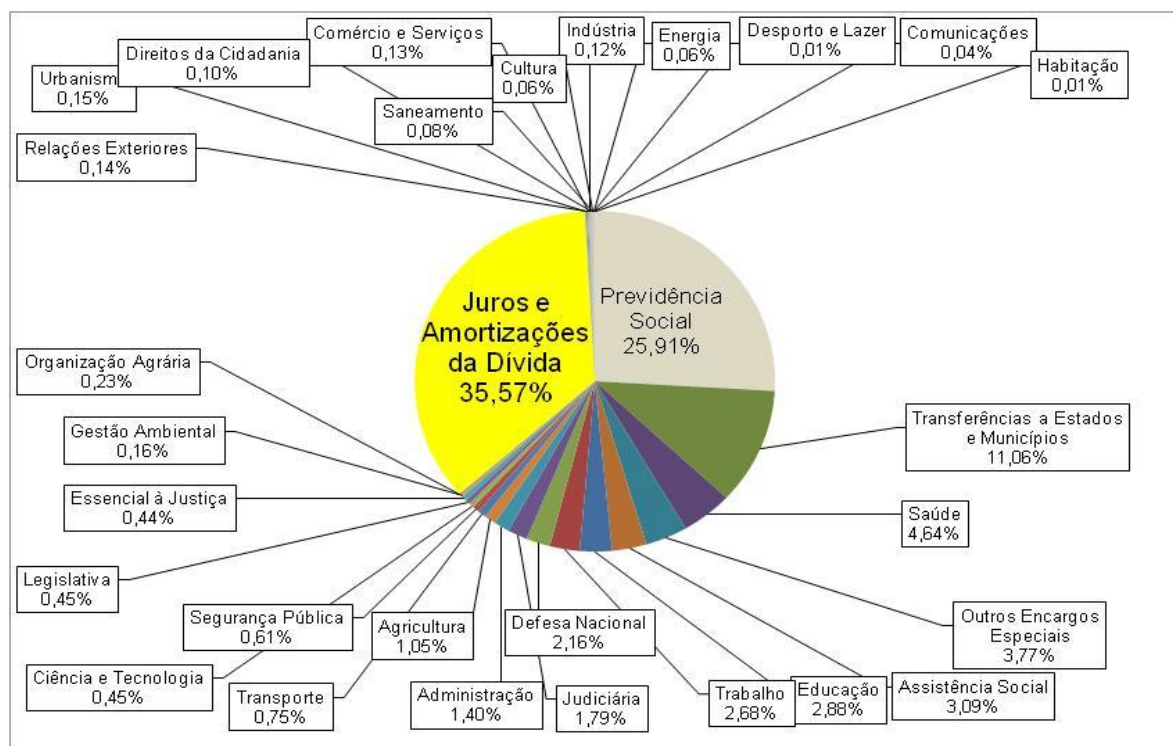 Comércio e Serviços
0,13%
Indústria
0,12%
Energia
0,06%
Desporto e Lazer
0,01%
Comunicações
0,04%
Direitos da Cidadania
0,10%
Cultura
0,06%
Habitação
0,01%
Urbanism
0,15%
Saneamento
0,08%
Relações Exteriores
0,14%
Juros e
Amortizações
da Dívida
35,57%
Previdência
Social
25,91%
Organização Agrária
0,23%
Gestão Ambiental
0,16%
Essencial à Justiça
0,44%
Legislativa
0,45%
Transferências a Estados
e Municípios
11,06%
Saúde
4,64%
Segurança Pública
0,61%
Agricultura
1,05%
Defesa Nacional
2,16%
Outros Encargos
Especiais
3,77%
Ciência e Tecnologia
0,45%
Transporte
0,75%
Administração
1,40%
Judiciária
1,79%
Trabalho
2,68%
Educação
2,88%
Assistência Social
3,09%